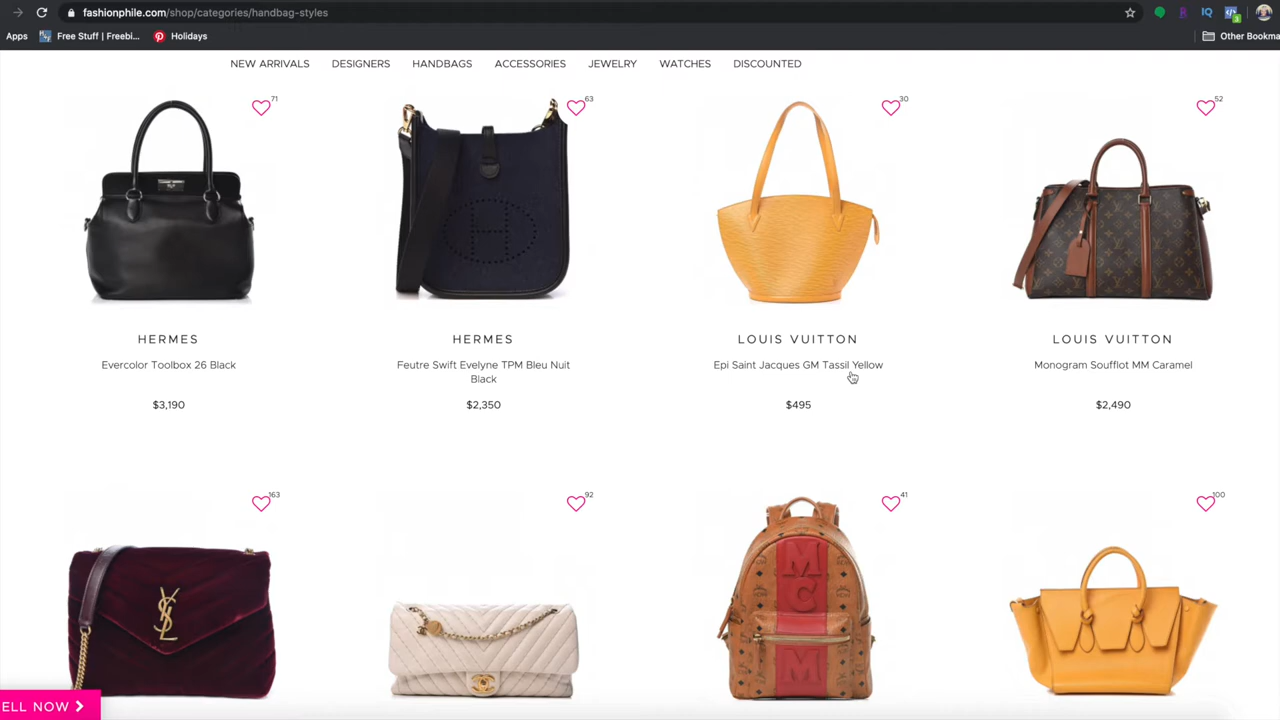 fashionphile.com/shop/categories/handbag-styles
Apps Free Stuff | Freebi... Holidays Other Bookma
NEW ARRIVALS DESIGNERS HANDBAGS ACCESSORIES JEWELRY WATCHES DISCOUNTED
71 63 30 52
HERMES HERMES LOUIS VUITTON LOUIS VUITTON
Evercolor Toolbox 26 Black Feutre Swift Evelyne TPM Bleu Nuit Epi Saint Jacques GM Tassil Yellow Monogram Soufflot MM Caramel
Black
$3,190 $2,350 $495 $2,490
163 92 41 100
ELL NOW